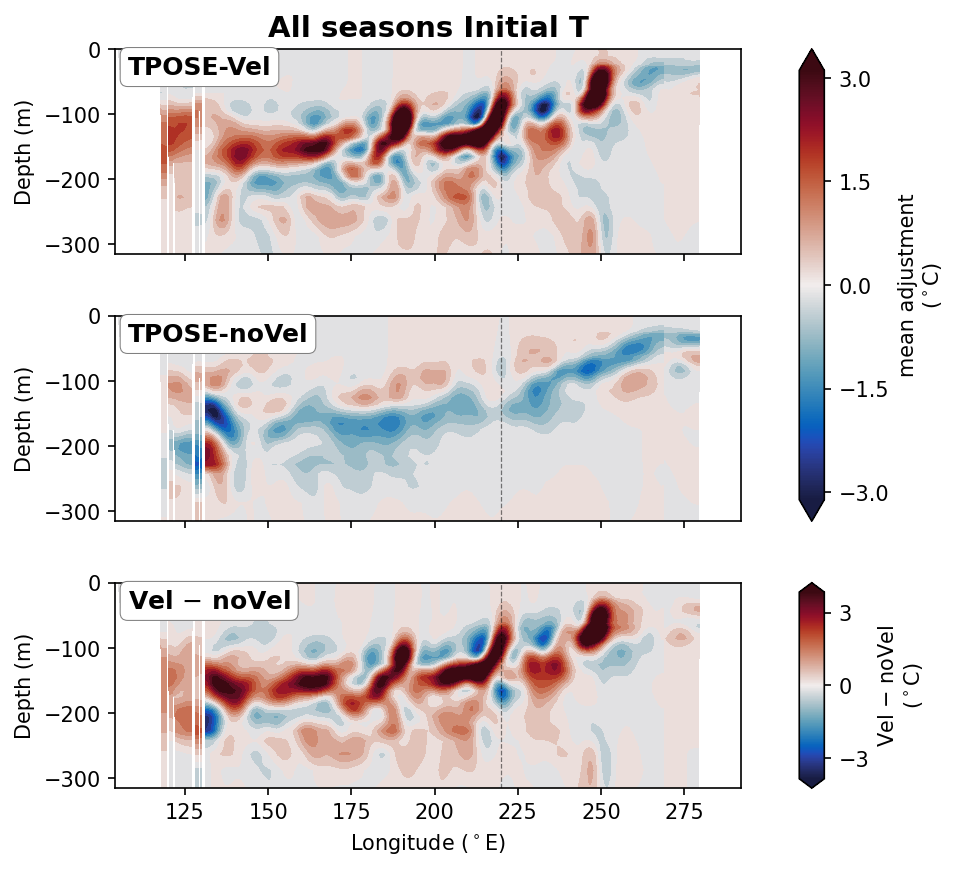 All seasons Initial T
TPOSE-Vel
0
−100
−200
−300
Depth (m)
TPOSE-noVel
0
−100
−200
−300
Depth (m)
Vel − noVel
0
−100
−200
−300
Depth (m)
125 150 175 200 225 250 275
Longitude (°E)
3.0
1.5
0.0
−1.5
−3.0
mean adjustment
(°C)
3
0
−3
Vel − noVel
(°C)